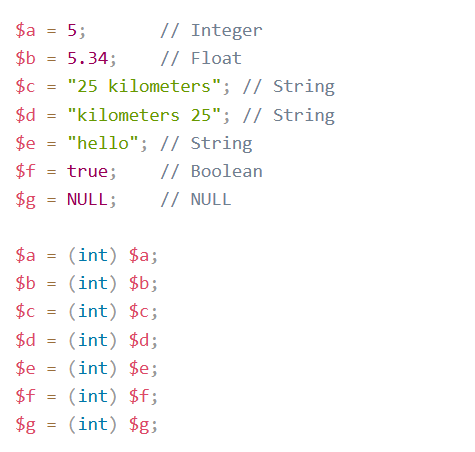 $a = 5;       // Integer
$b = 5.34;    // Float
$c = "25 kilometers"; // String
$d = "kilometers 25"; // String
$e = "hello"; // String
$f = true;    // Boolean
$g = NULL;    // NULL

$a = (int) $a;
$b = (int) $b;
$c = (int) $c;
$d = (int) $d;
$e = (int) $e;
$f = (int) $f;
$g = (int) $g;